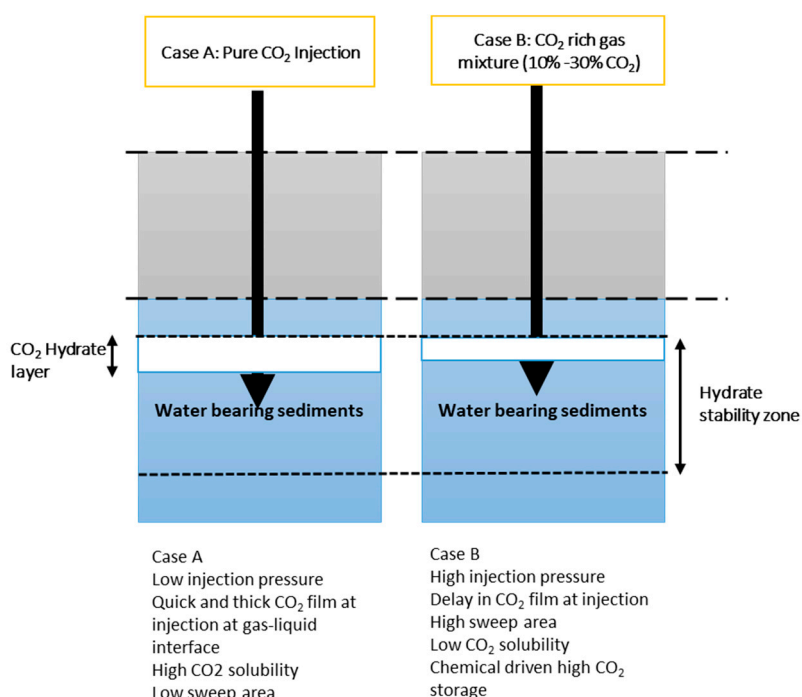 Case A: Pure CO₂ Injection
Case B: CO₂ rich gas
mixture (10% -30% CO₂)
CO₂ Hydrate
layer
Water bearing sediments
Water bearing sediments
Hydrate
stability zone
Case A
Low injection pressure
Quick and thick CO₂ film at
injection at gas-liquid
interface
High CO2 solubility
Low sweep area
Case B
High injection pressure
Delay in CO₂ film at injection
High sweep area
Low CO₂ solubility
Chemical driven high CO₂
storage